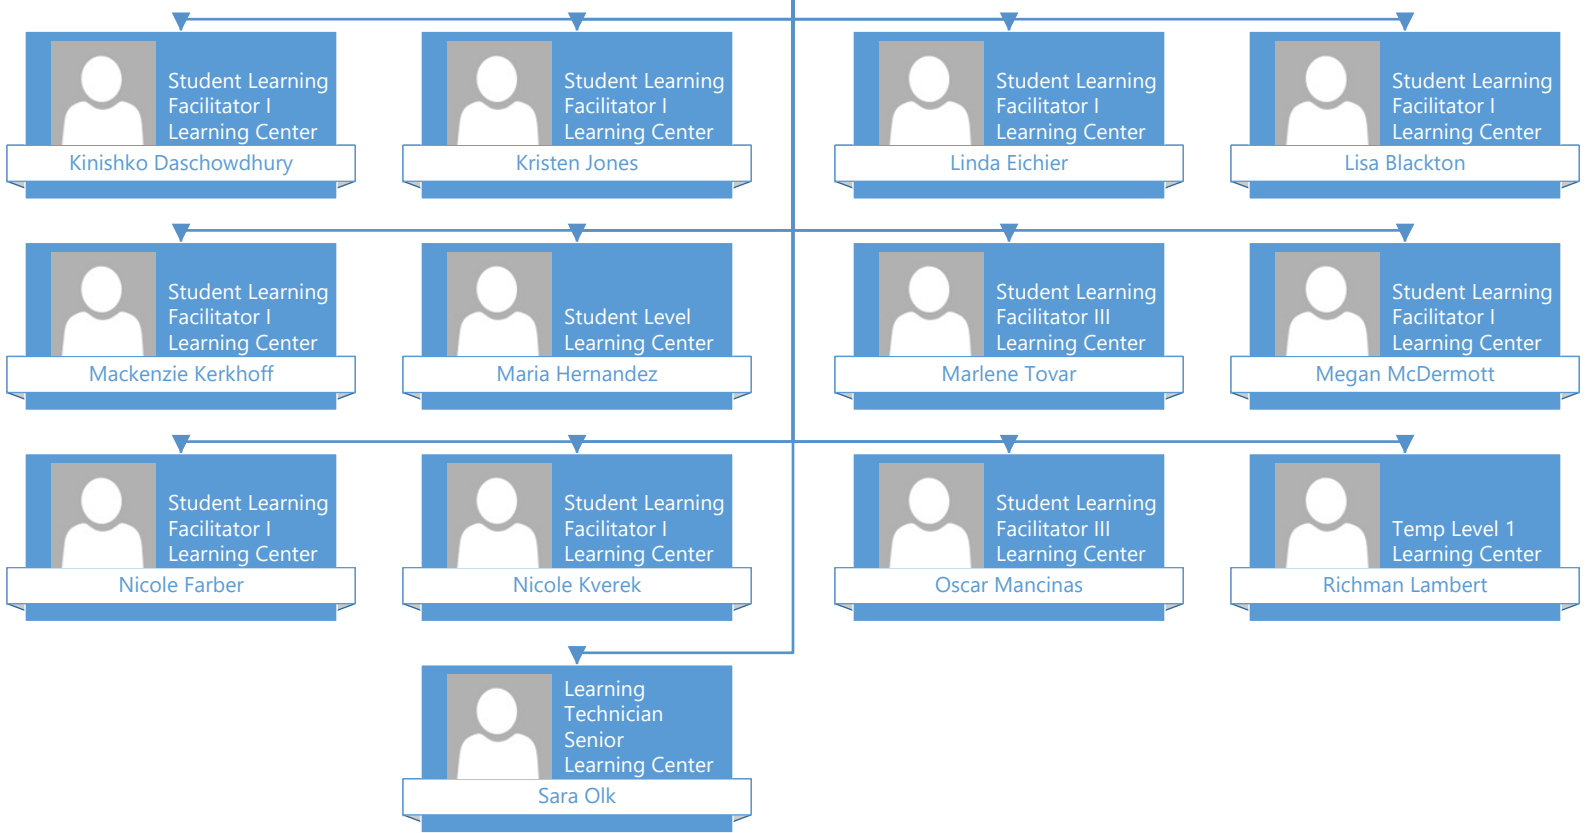 Student Learning
Facilitator I
Learning Center
Kinishko Daschowdhury
Student Learning
Facilitator I
Learning Center
Kristen Jones
Student Learning
Facilitator I
Learning Center
Linda Eichier
Student Learning
Facilitator I
Learning Center
Lisa Blackton
Student Learning
Facilitator I
Learning Center
Mackenzie Kerkhoff
Student Level
Learning Center
Maria Hernandez
Student Learning
Facilitator III
Learning Center
Marlene Tovar
Student Learning
Facilitator I
Learning Center
Megan McDermott
Student Learning
Facilitator I
Learning Center
Nicole Farber
Student Learning
Facilitator I
Learning Center
Nicole Kverek
Student Learning
Facilitator III
Learning Center
Oscar Mancinas
Temp Level 1
Learning Center
Richman Lambert
Learning
Technician
Senior
Learning Center
Sara Olk